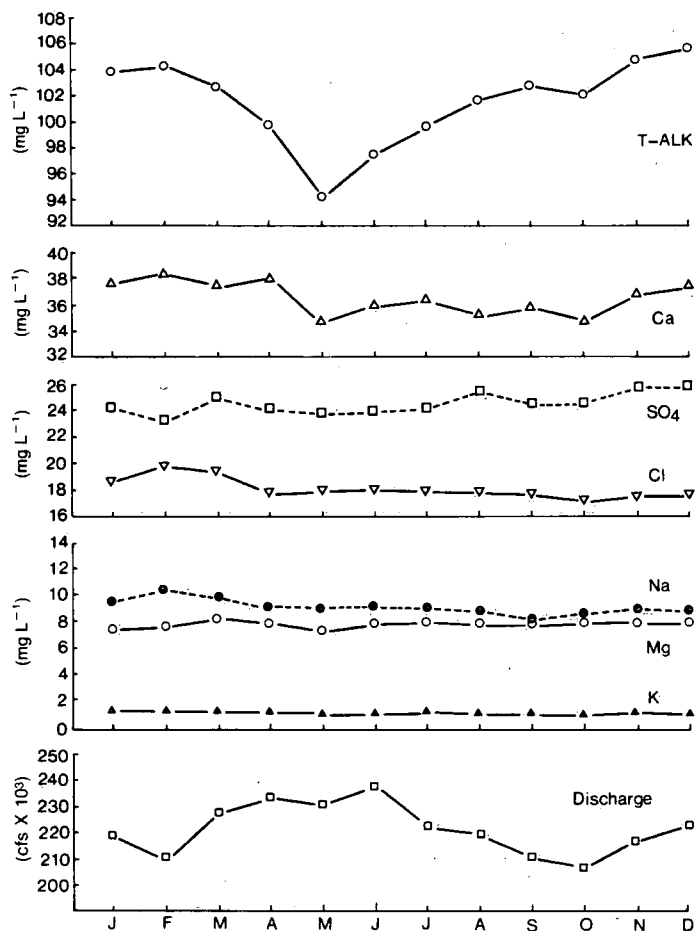 108
106
104
102
100
98
96
94
92
(mg L⁻¹)
T-ALK
40
38
36
34
32
(mg L⁻¹)
Ca
26
24
22
20
18
16
(mg L⁻¹)
SO₄
Cl
14
12
10
8
6
4
2
0
(mg L⁻¹)
Na
Mg
K
250
240
230
220
210
200
(cfs X 10³)
Discharge
J F M A M J J A S O N D